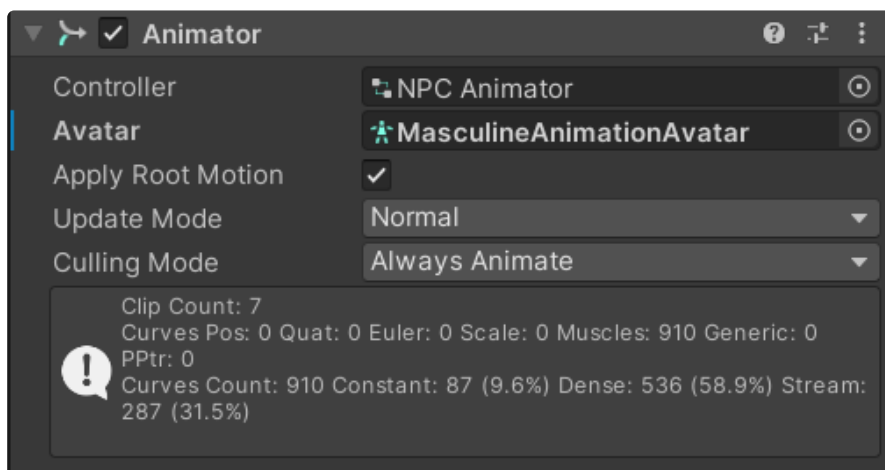 Animator
Controller NPC Animator
Avatar MasculineAnimationAvatar
Apply Root Motion
Update Mode Normal
Culling Mode Always Animate
Clip Count: 7
Curves Pos: 0 Quat: 0 Euler: 0 Scale: 0 Muscles: 910 Generic: 0
PPtr: 0
Curves Count: 910 Constant: 87 (9.6%) Dense: 536 (58.9%) Stream:
287 (31.5%)